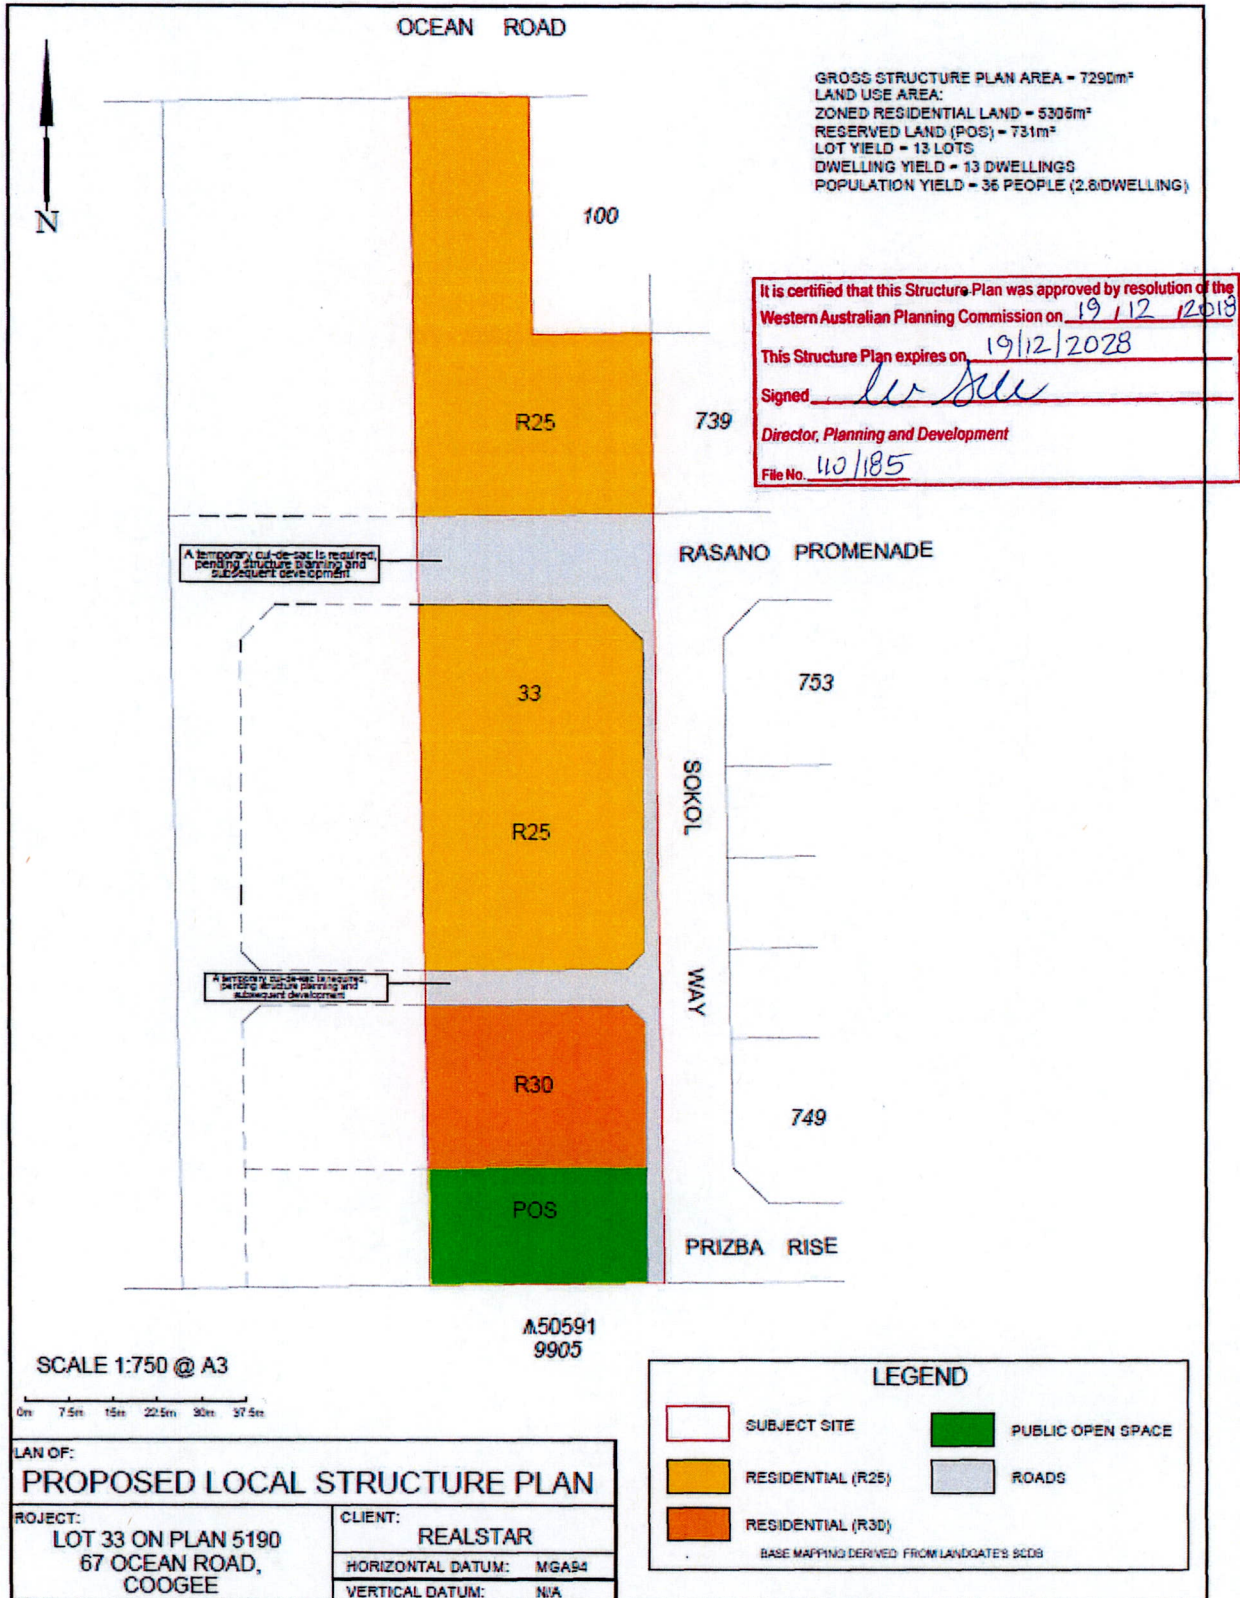 OCEAN ROAD
N
GROSS STRUCTURE PLAN AREA - 7290m²
LAND USE AREA:
ZONED RESIDENTIAL LAND - 5306m²
RESERVED LAND (POS) - 731m²
LOT YIELD - 13 LOTS
DWELLING YIELD - 13 DWELLINGS
POPULATION YIELD - 36 PEOPLE (2.8/DWELLING)
100
It is certified that this Structure Plan was approved by resolution of the
Western Australian Planning Commission on 19 / 12 / 2018
This Structure Plan expires on 19/12/2028
Signed
Director, Planning and Development
File No. 110/185
R25
739
A temporary cul-de-sac is required,
pending structure planning and
subsequent development
RASANO PROMENADE
33
753
R25
SOKOL WAY
A temporary cul-de-sac is required,
pending structure planning and
subsequent development
R30
749
POS
PRIZBA RISE
50591
9905
SCALE 1:750 @ A3
0m 7.5m 15m 22.5m 30m 37.5m
LEGEND
SUBJECT SITE
PUBLIC OPEN SPACE
RESIDENTIAL (R25)
ROADS
RESIDENTIAL (R30)
BASE MAPPING DERIVED FROM LANDGATE'S SCDB
LAN OF:
PROPOSED LOCAL STRUCTURE PLAN
ROJECT:
LOT 33 ON PLAN 5190
67 OCEAN ROAD,
COOGEE
CLIENT:
REALSTAR
HORIZONTAL DATUM: MGA94
VERTICAL DATUM: N/A